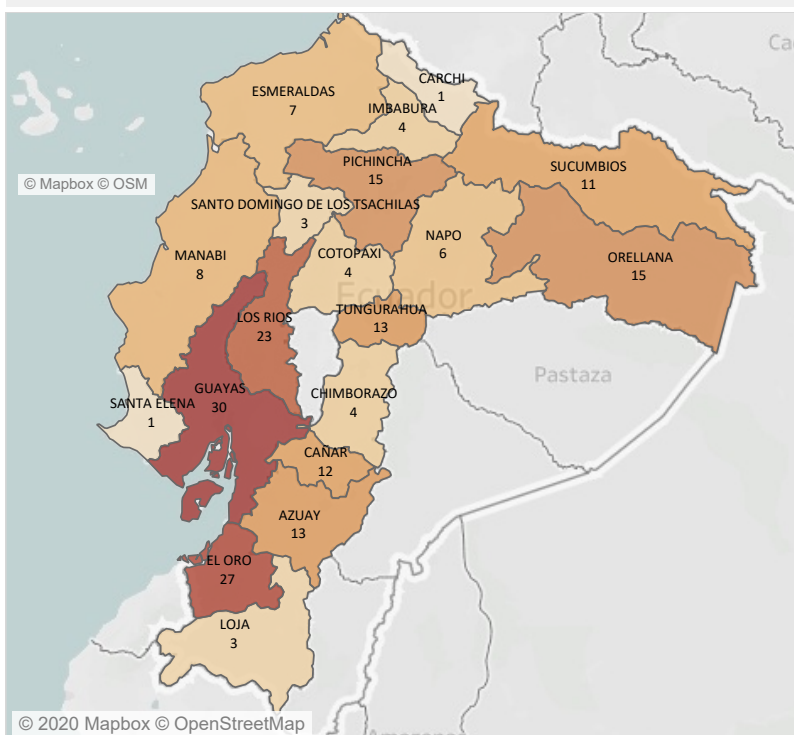 Ca
CARCHI
1
ESMERALDAS
7
IMBABURA
4
PICHINCHA
15
SUCUMBIOS
11
© Mapbox © OSM
SANTO DOMINGO DE LOS TSACHILAS
3
NAPO
6
MANABI
8
COTOPAXI
4
ORELLANA
15
Ecuador
TUNGURAHUA
13
LOS RIOS
23
Pastaza
GUAYAS
30
CHIMBORAZO
4
SANTA ELENA
1
CAÑAR
12
AZUAY
13
EL ORO
27
LOJA
3
© 2020 Mapbox © OpenStreetMap